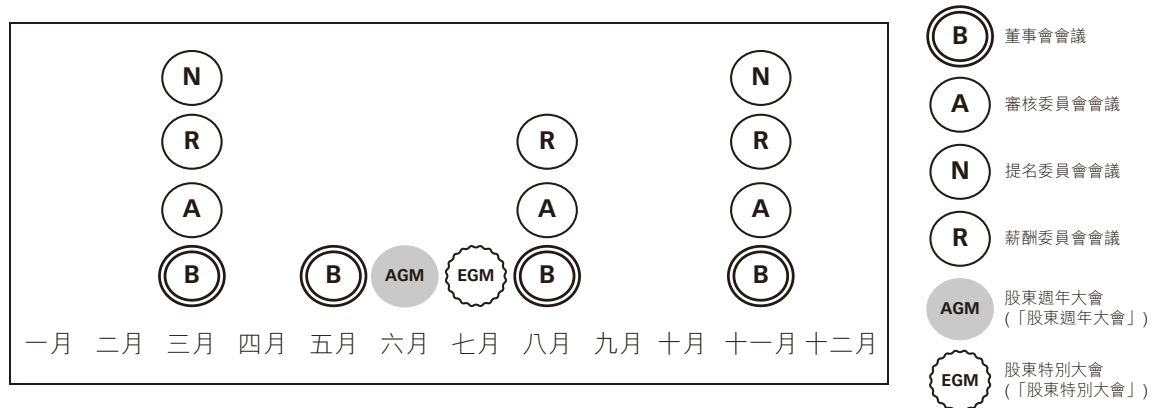 N N
R R R
A A A
B B AGM EGM B B
一月 二月 三月 四月 五月 六月 七月 八月 九月 十月 十一月 十二月
B 董事會會議
A 審核委員會會議
N 提名委員會會議
R 薪酬委員會會議
AGM 股東週年大會
(「股東週年大會」)
EGM 股東特別大會
(「股東特別大會」)